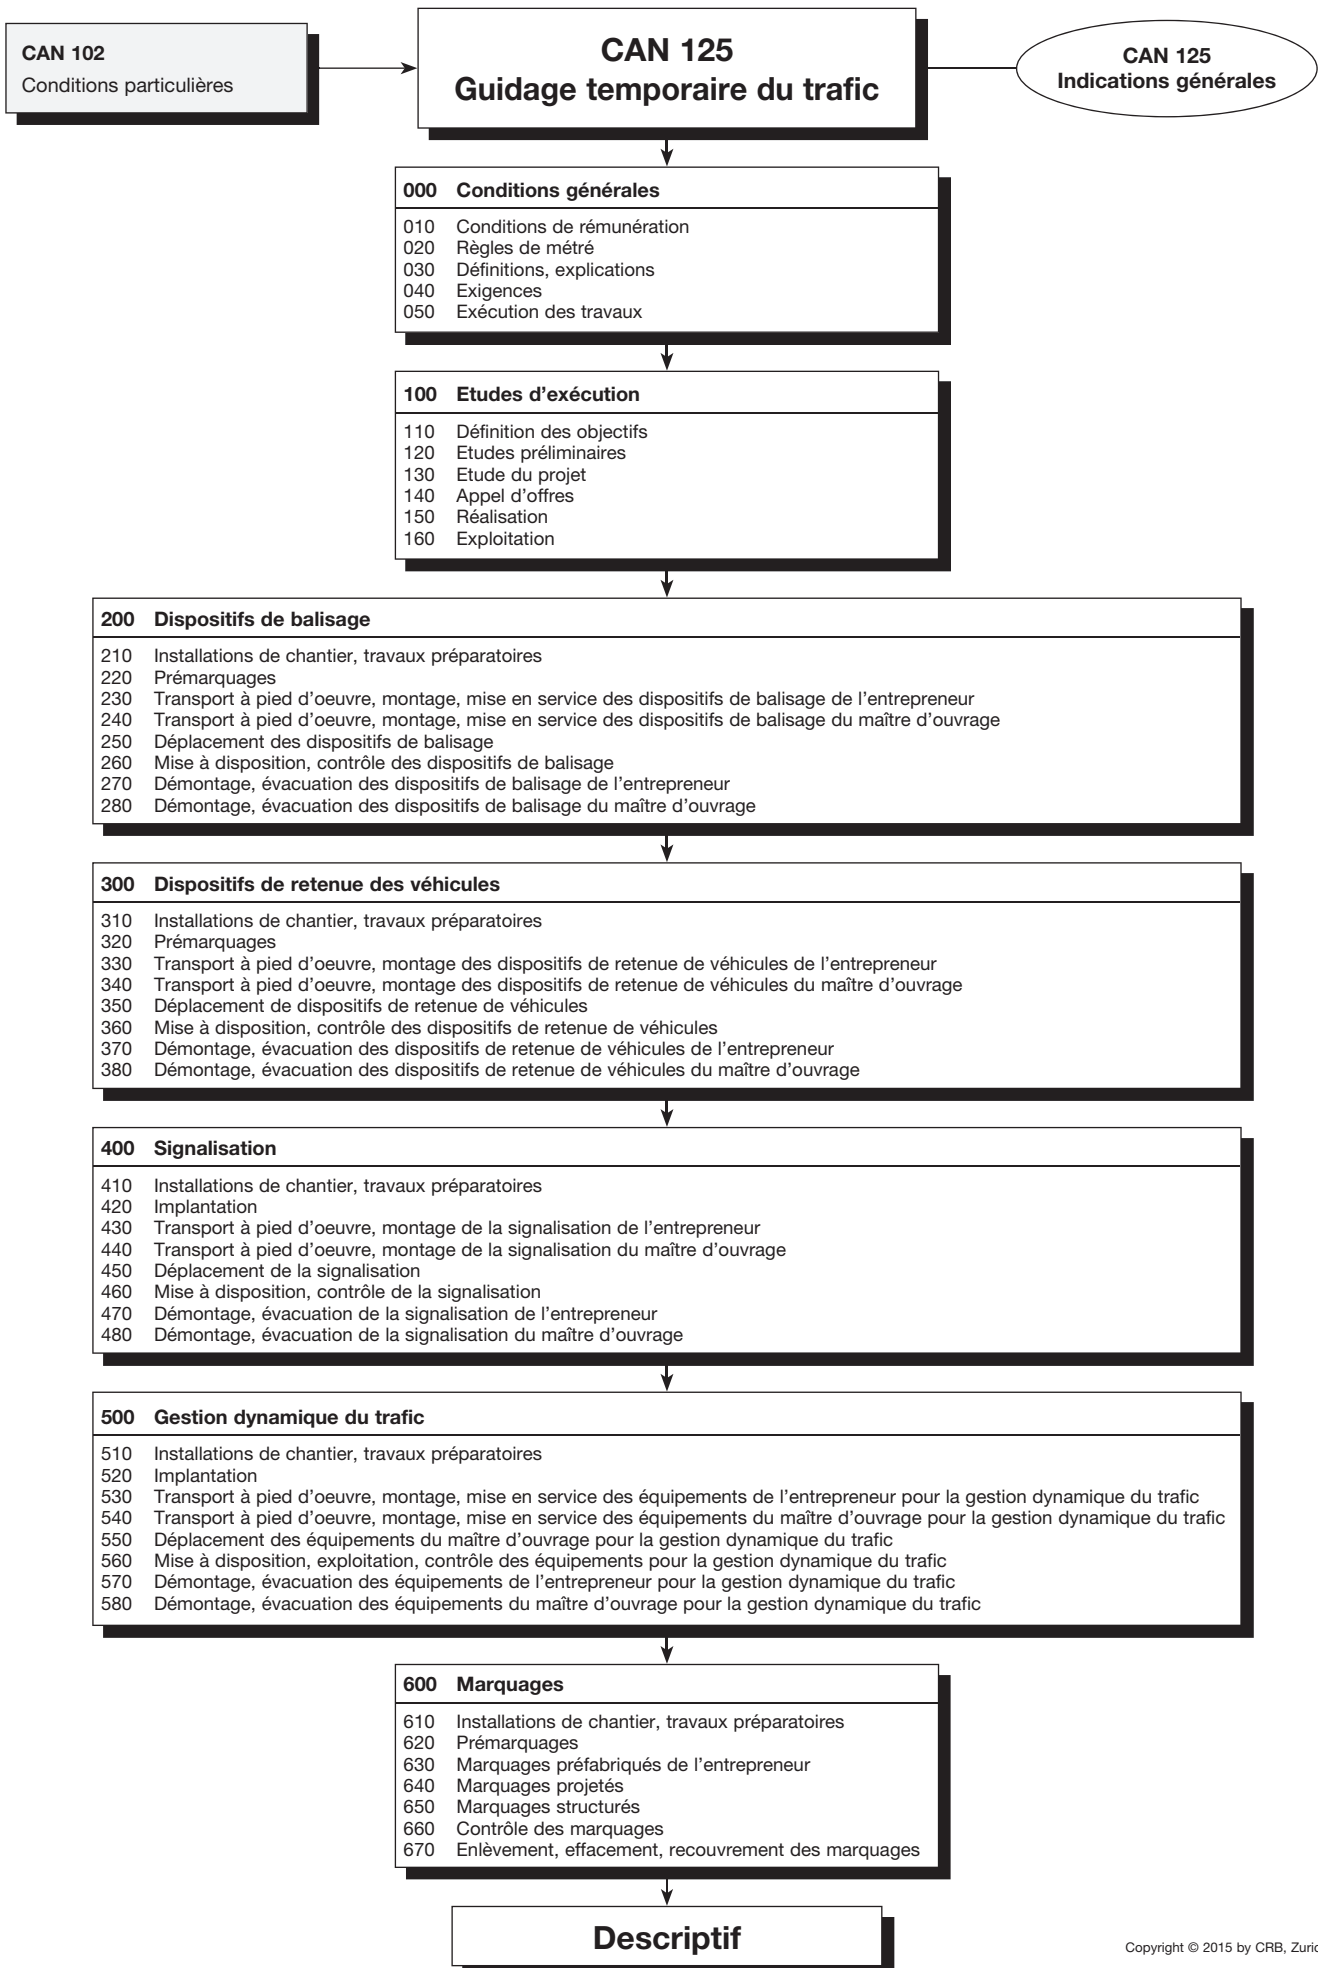 CAN 102
Conditions particulières
CAN 125
Guidage temporaire du trafic
CAN 125
Indications générales
000 Conditions générales
010 Conditions de rémunération
020 Règles de métré
030 Définitions, explications
040 Exigences
050 Exécution des travaux
100 Etudes d'exécution
110 Définition des objectifs
120 Etudes préliminaires
130 Etude du projet
140 Appel d'offres
150 Réalisation
160 Exploitation
200 Dispositifs de balisage
210 Installations de chantier, travaux préparatoires
220 Prémarquages
230 Transport à pied d'oeuvre, montage, mise en service des dispositifs de balisage de l'entrepreneur
240 Transport à pied d'oeuvre, montage, mise en service des dispositifs de balisage du maître d'ouvrage
250 Déplacement des dispositifs de balisage
260 Mise à disposition, contrôle des dispositifs de balisage
270 Démontage, évacuation des dispositifs de balisage de l'entrepreneur
280 Démontage, évacuation des dispositifs de balisage du maître d'ouvrage
300 Dispositifs de retenue des véhicules
310 Installations de chantier, travaux préparatoires
320 Prémarquages
330 Transport à pied d'oeuvre, montage des dispositifs de retenue de véhicules de l'entrepreneur
340 Transport à pied d'oeuvre, montage des dispositifs de retenue de véhicules du maître d'ouvrage
350 Déplacement de dispositifs de retenue de véhicules
360 Mise à disposition, contrôle des dispositifs de retenue de véhicules
370 Démontage, évacuation des dispositifs de retenue de véhicules de l'entrepreneur
380 Démontage, évacuation des dispositifs de retenue de véhicules du maître d'ouvrage
400 Signalisation
410 Installations de chantier, travaux préparatoires
420 Implantation
430 Transport à pied d'oeuvre, montage de la signalisation de l'entrepreneur
440 Transport à pied d'oeuvre, montage de la signalisation du maître d'ouvrage
450 Déplacement de la signalisation
460 Mise à disposition, contrôle de la signalisation
470 Démontage, évacuation de la signalisation de l'entrepreneur
480 Démontage, évacuation de la signalisation du maître d'ouvrage
500 Gestion dynamique du trafic
510 Installations de chantier, travaux préparatoires
520 Implantation
530 Transport à pied d'oeuvre, montage, mise en service des équipements de l'entrepreneur pour la gestion dynamique du trafic
540 Transport à pied d'oeuvre, montage, mise en service des équipements du maître d'ouvrage pour la gestion dynamique du trafic
550 Déplacement des équipements du maître d'ouvrage pour la gestion dynamique du trafic
560 Mise à disposition, exploitation, contrôle des équipements pour la gestion dynamique du trafic
570 Démontage, évacuation des équipements de l'entrepreneur pour la gestion dynamique du trafic
580 Démontage, évacuation des équipements du maître d'ouvrage pour la gestion dynamique du trafic
600 Marquages
610 Installations de chantier, travaux préparatoires
620 Prémarquages
630 Marquages préfabriqués de l'entrepreneur
640 Marquages projetés
650 Marquages structurés
660 Contrôle des marquages
670 Enlèvement, effacement, recouvrement des marquages
Descriptif
Copyright © 2015 by CRB,